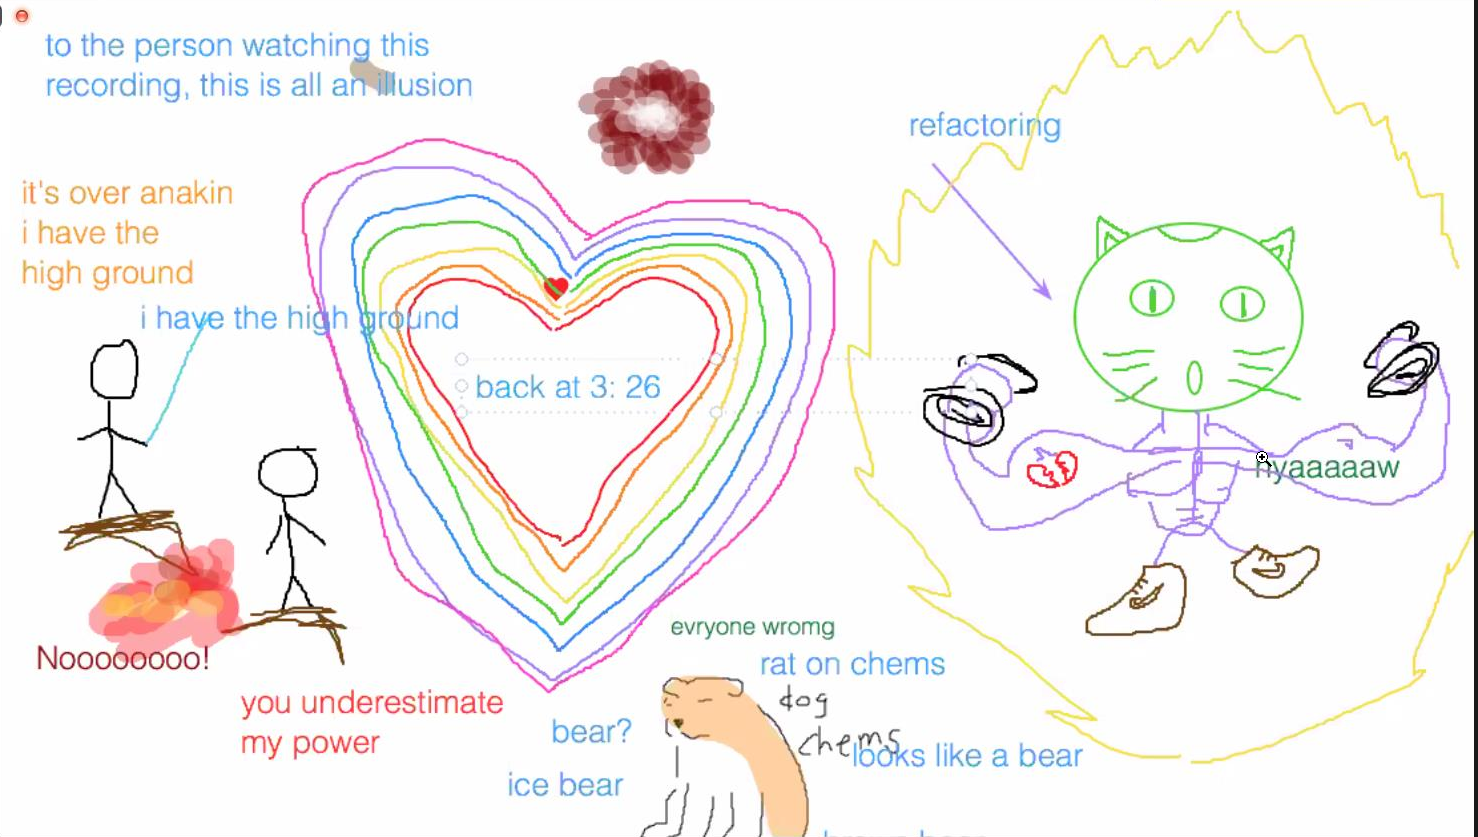 to the person watching this
recording, this is all an illusion
refactoring
it's over anakin
i have the
high ground
i have the high ground
back at 3: 26
nyaaaaaw
evryone wromg
Noooooooo!
rat on chems
dog
chems
you underestimate
my power
bear?
looks like a bear
ice bear